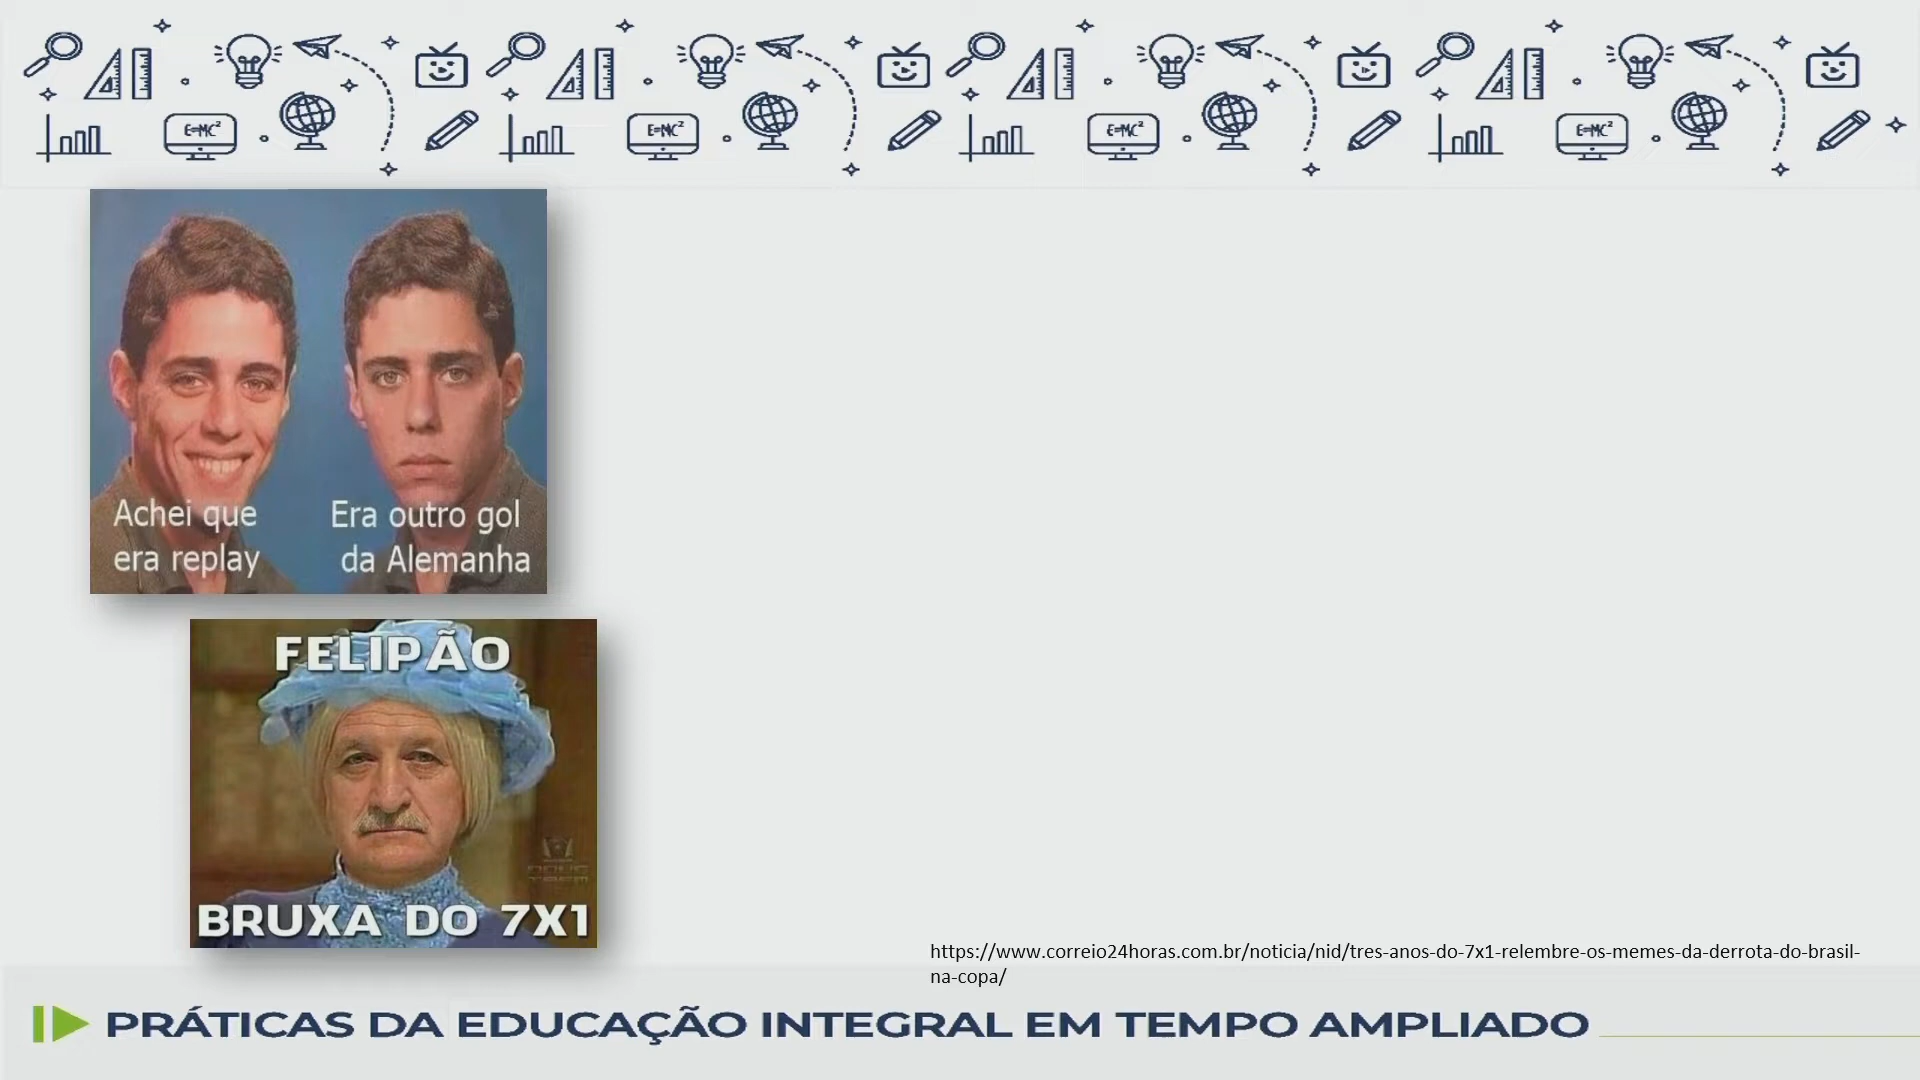 E=MC²
E=MC²
E=MC²
E=MC²
Achei que
era replay
Era outro gol
da Alemanha
FELIPÃO
BRUXA DO 7X1
https://www.correio24horas.com.br/noticia/nid/tres-anos-do-7x1-relembre-os-memes-da-derrota-do-brasil-
na-copa/
PRÁTICAS DA EDUCAÇÃO INTEGRAL EM TEMPO AMPLIADO